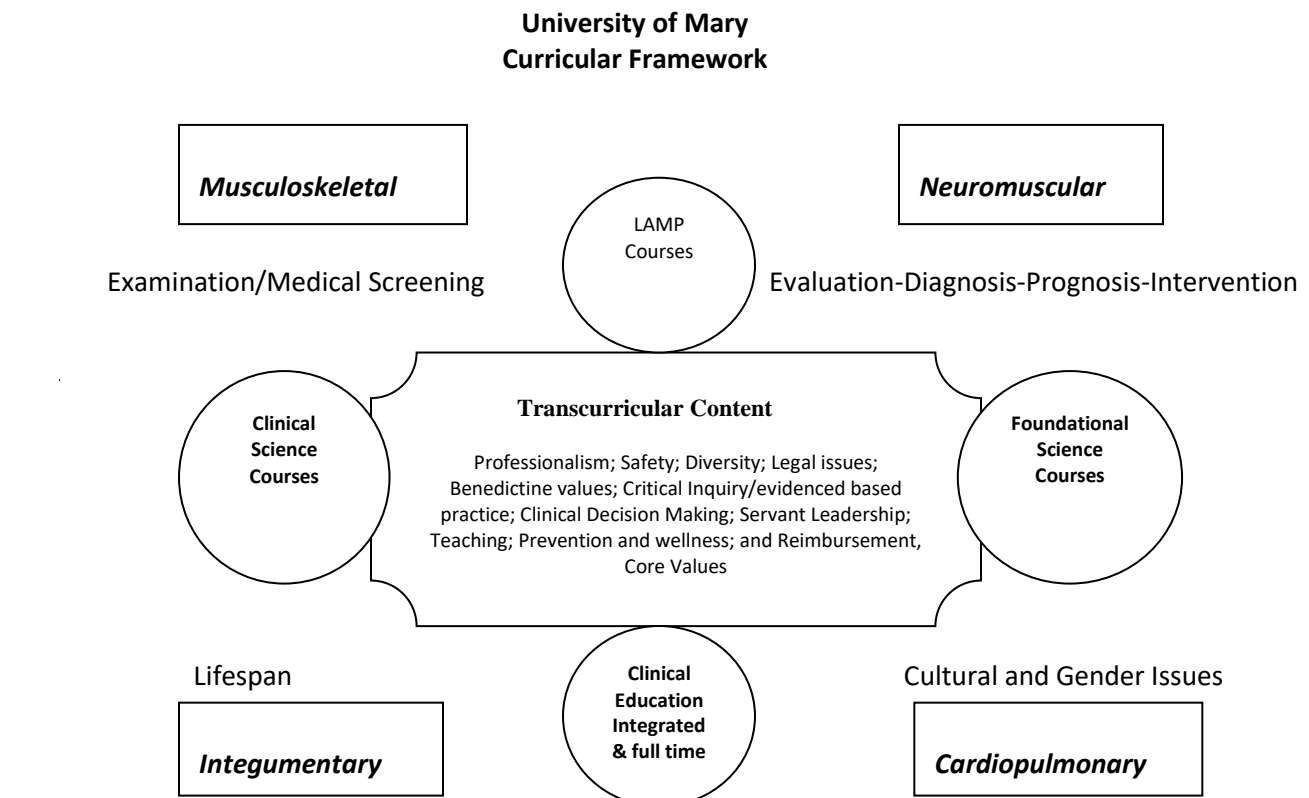 University of Mary
Curricular Framework
Musculoskeletal
Neuromuscular
LAMP
Courses
Examination/Medical Screening
Evaluation-Diagnosis-Prognosis-Intervention
Clinical
Science
Courses
Transcurricular Content
Professionalism; Safety; Diversity; Legal issues;
Benedictine values; Critical Inquiry/evidenced based
practice; Clinical Decision Making; Servant Leadership;
Teaching; Prevention and wellness; and Reimbursement,
Core Values
Foundational
Science
Courses
Lifespan
Clinical
Education
Integrated
& full time
Cultural and Gender Issues
Integumentary
Cardiopulmonary